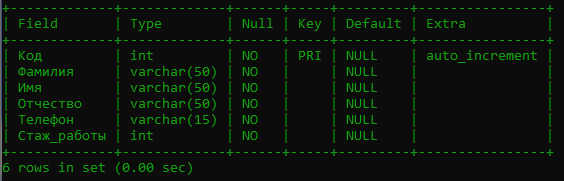 +------------+-------------+------+-----+---------+----------------+
| Field      | Type        | Null | Key | Default | Extra          |
+------------+-------------+------+-----+---------+----------------+
| Код        | int         | NO   | PRI | NULL    | auto_increment |
| Фамилия    | varchar(50) | NO   |     | NULL    |                |
| Имя        | varchar(50) | NO   |     | NULL    |                |
| Отчество   | varchar(50) | NO   |     | NULL    |                |
| Телефон    | varchar(15) | NO   |     | NULL    |                |
| Стаж_работы | int         | NO   |     | NULL    |                |
+------------+-------------+------+-----+---------+----------------+
6 rows in set (0.00 sec)